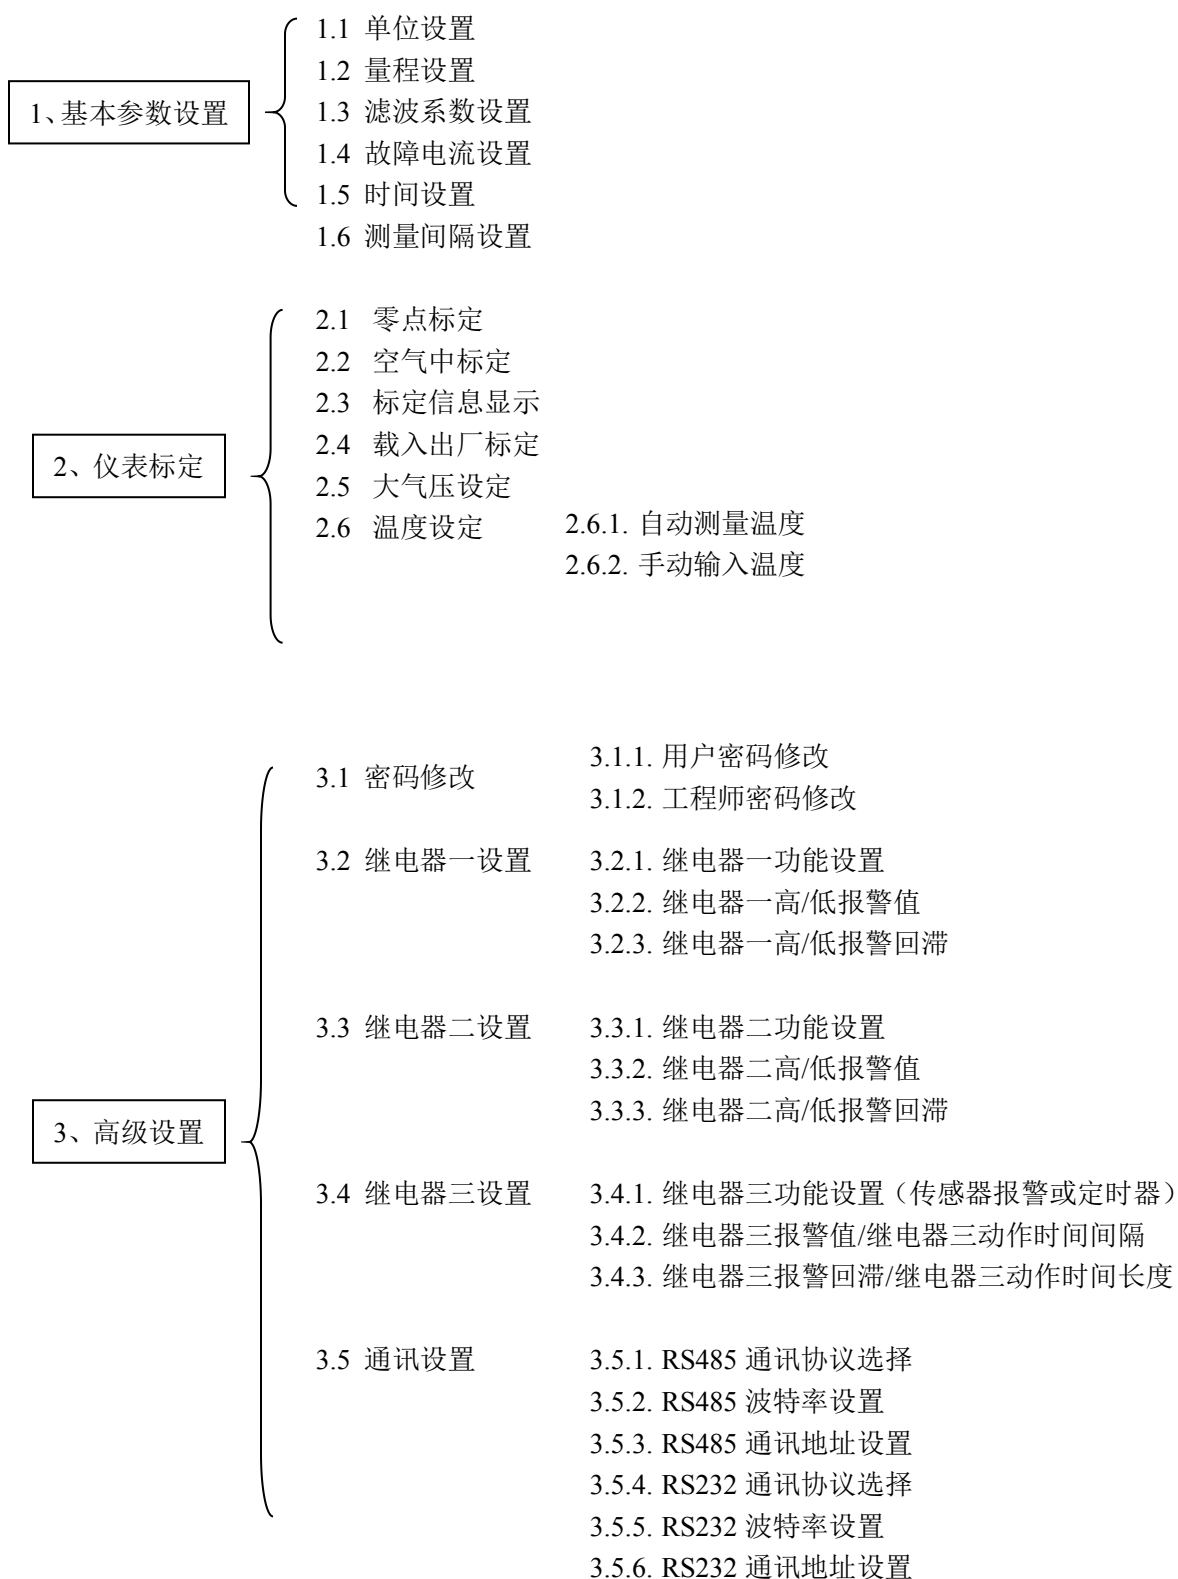 1、基本参数设置
1.1 单位设置
1.2 量程设置
1.3 滤波系数设置
1.4 故障电流设置
1.5 时间设置
1.6 测量间隔设置
2、仪表标定
2.1 零点标定
2.2 空气中标定
2.3 标定信息显示
2.4 载入出厂标定
2.5 大气压设定
2.6 温度设定
2.6.1. 自动测量温度
2.6.2. 手动输入温度
3、高级设置
3.1 密码修改
3.1.1. 用户密码修改
3.1.2. 工程师密码修改
3.2 继电器一设置
3.2.1. 继电器一功能设置
3.2.2. 继电器一高/低报警值
3.2.3. 继电器一高/低报警回滞
3.3 继电器二设置
3.3.1. 继电器二功能设置
3.3.2. 继电器二高/低报警值
3.3.3. 继电器二高/低报警回滞
3.4 继电器三设置
3.4.1. 继电器三功能设置（传感器报警或定时器）
3.4.2. 继电器三报警值/继电器三动作时间间隔
3.4.3. 继电器三报警回滞/继电器三动作时间长度
3.5 通讯设置
3.5.1. RS485 通讯协议选择
3.5.2. RS485 波特率设置
3.5.3. RS485 通讯地址设置
3.5.4. RS232 通讯协议选择
3.5.5. RS232 波特率设置
3.5.6. RS232 通讯地址设置